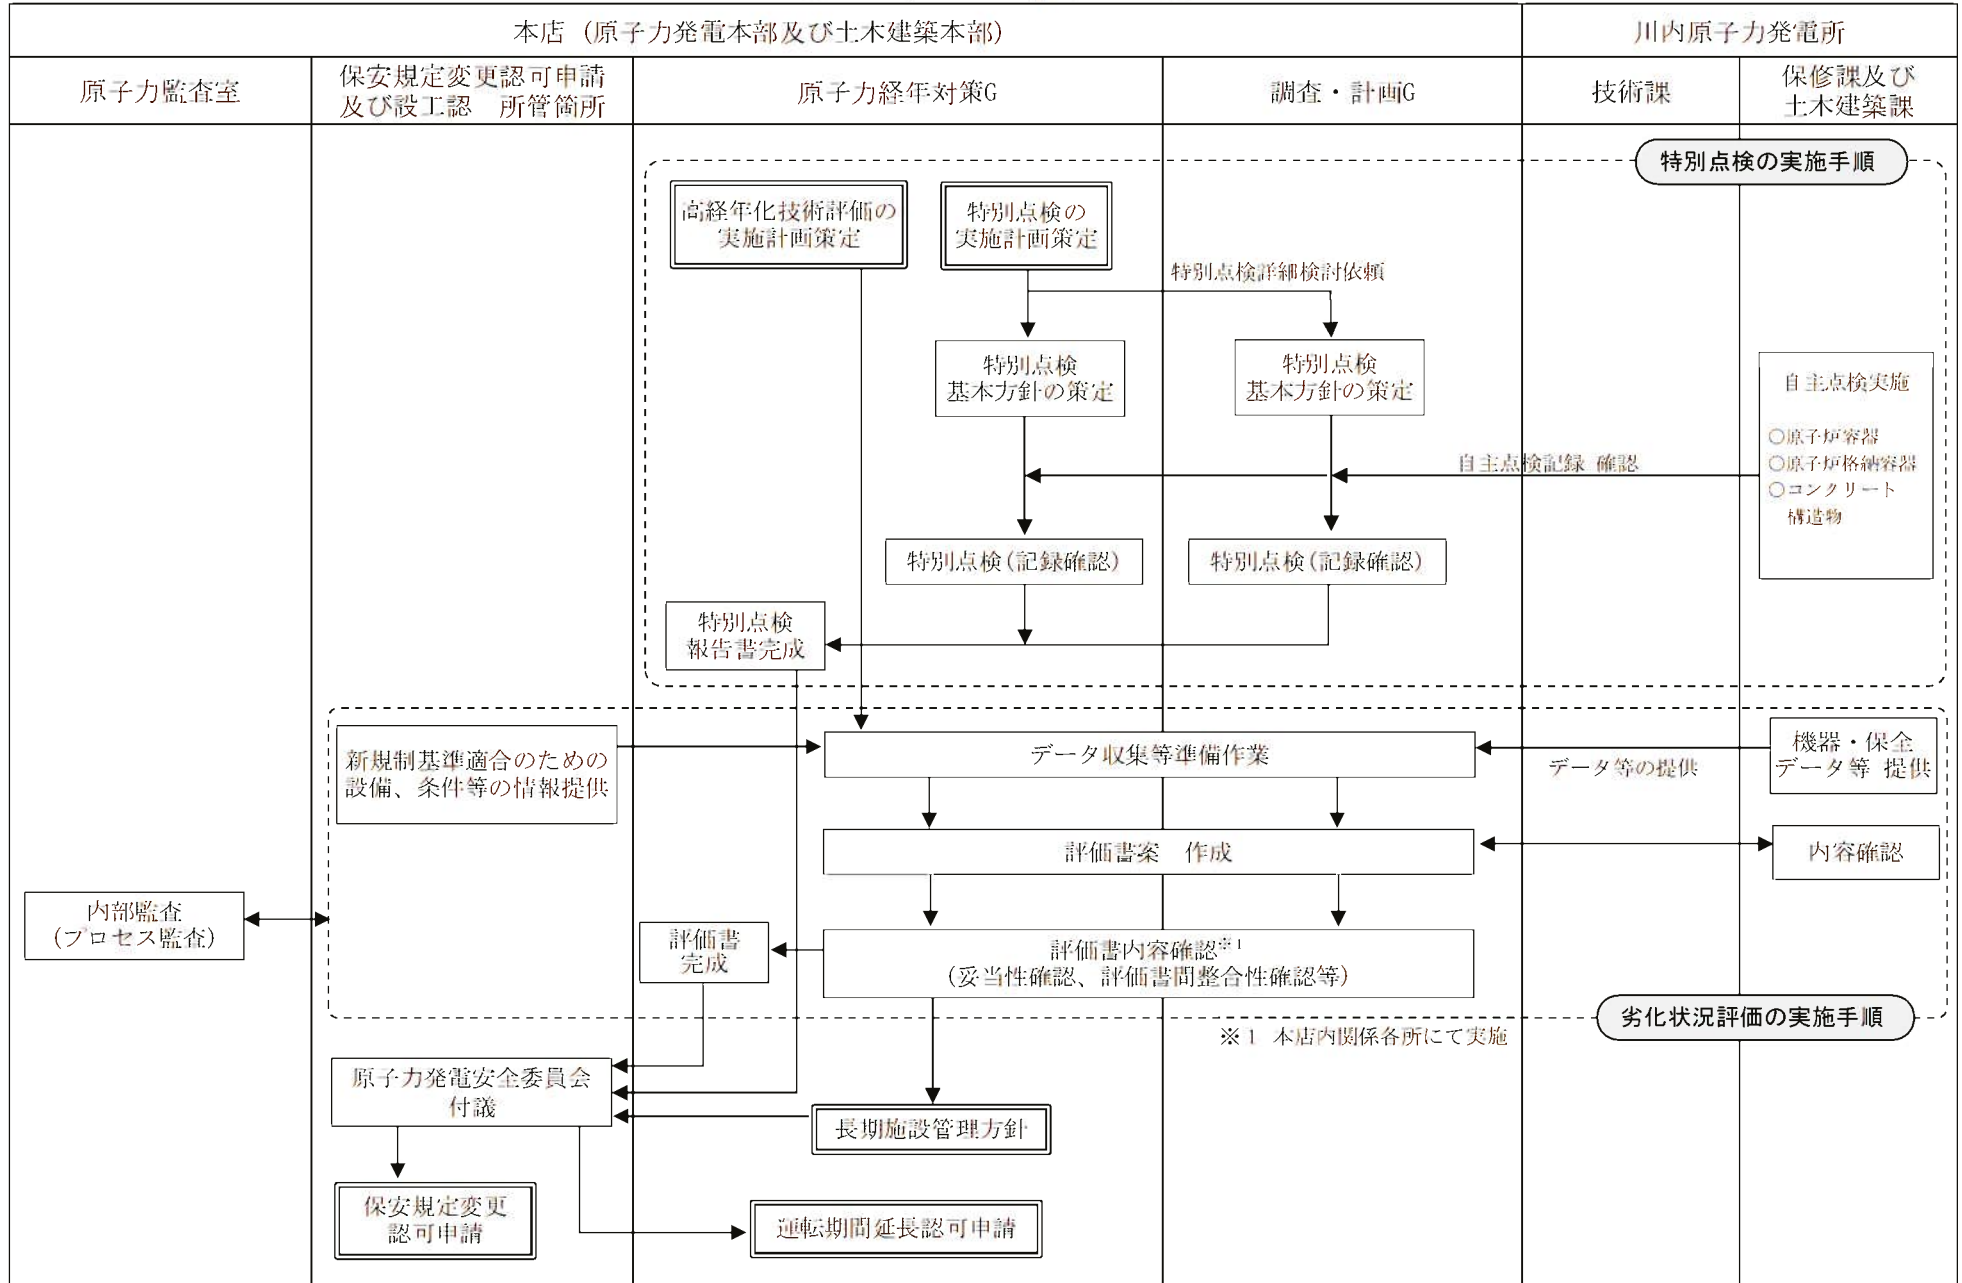 本店（原子力発電本部及び土木建築本部）
川内原子力発電所
原子力監査室
保安規定変更認可申請
及び設工認　所管箇所
原子力経年対策G
調査・計画G
技術課
保修課及び
土木建築課
特別点検の実施手順
高経年化技術評価の
実施計画策定
特別点検の
実施計画策定
特別点検詳細検討依頼
特別点検
基本方針の策定
特別点検
基本方針の策定
自主点検実施
○原子炉容器
○原子炉格納容器
○コンクリート
構造物
自主点検記録 確認
特別点検(記録確認)
特別点検(記録確認)
特別点検
報告書完成
新規制基準適合のための
設備、条件等の情報提供
データ収集等準備作業
データ等の提供
機器・保全
データ等 提供
評価書案　作成
内容確認
内部監査
(プロセス監査)
評価書
完成
評価書内容確認※1
(妥当性確認、評価書間整合性確認等)
劣化状況評価の実施手順
※1 本店内関係各所にて実施
原子力発電安全委員会
付議
長期施設管理方針
保安規定変更
認可申請
運転期間延長認可申請